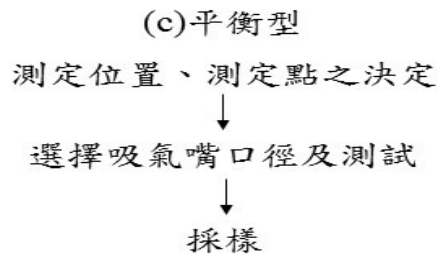 (c)平衡型
測定位置、測定點之決定
選擇吸氣嘴口徑及測試
採樣